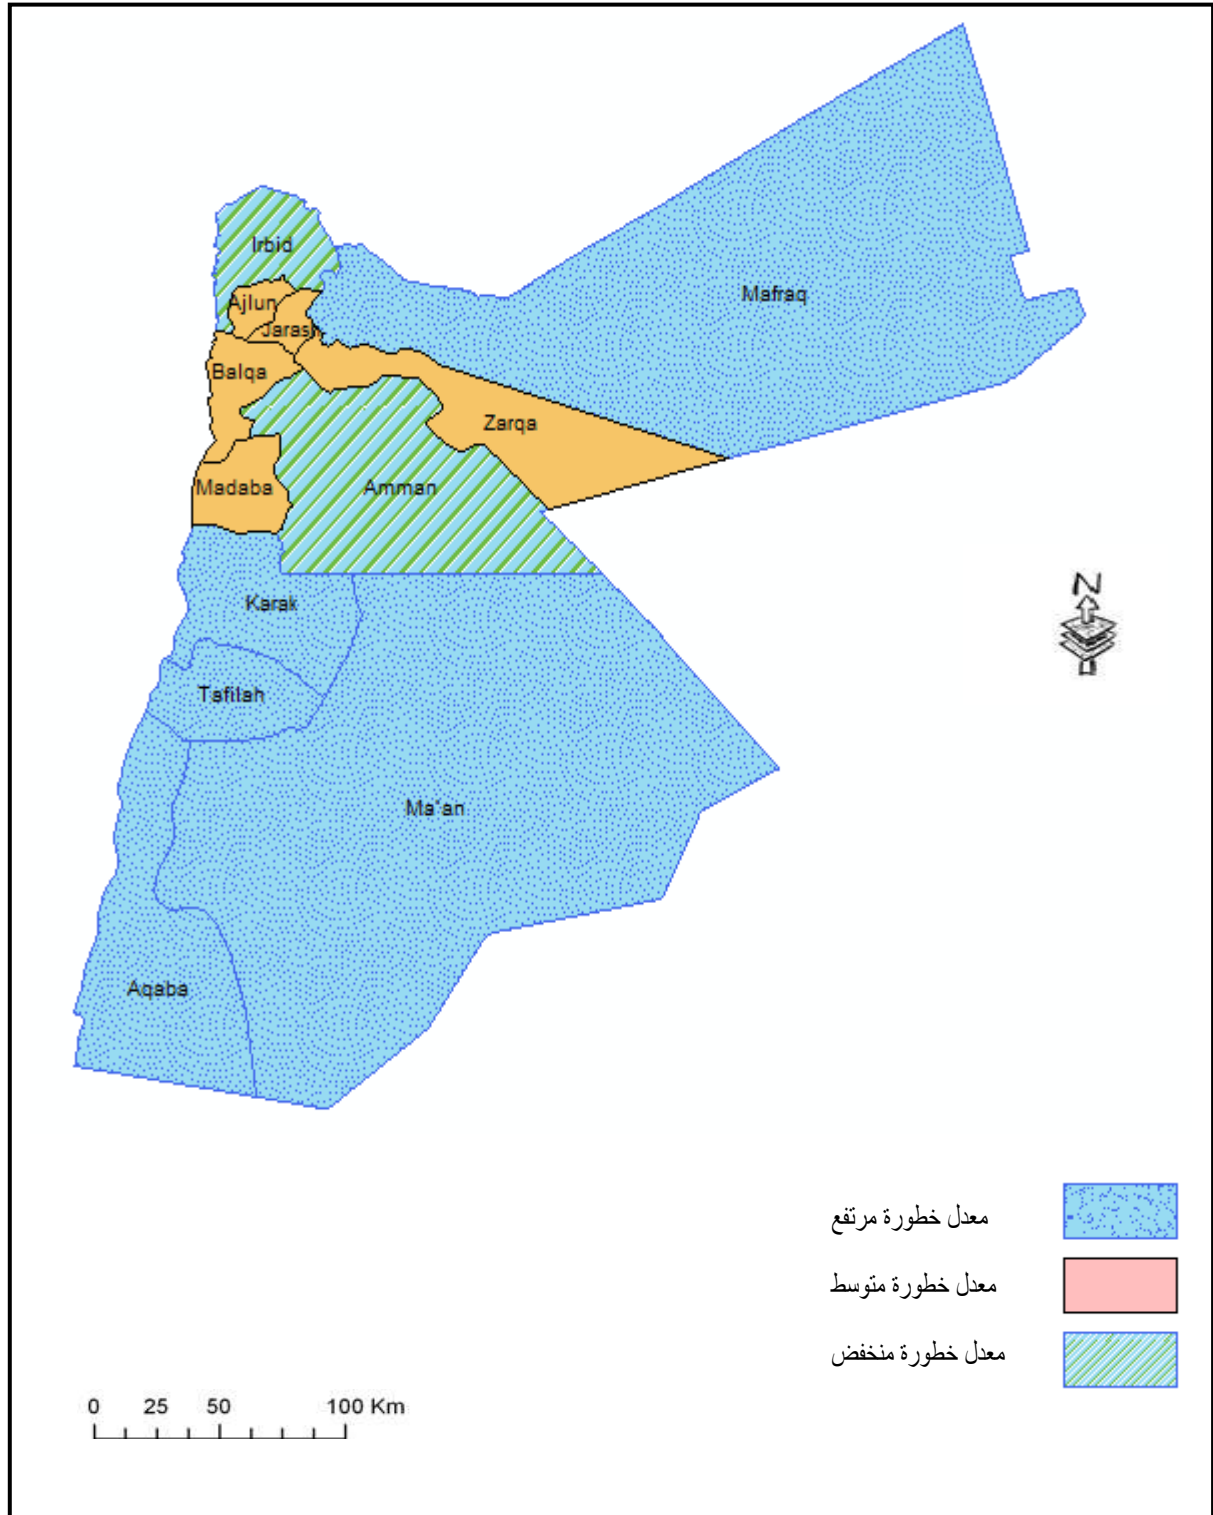 Irbid
Ajlun
Jarash
Mafraq
Balqa
Zarqa
Madaba
Amman
N
Karak
Tafilah
Ma'an
Aqaba
معدل خطورة مرتفع
معدل خطورة متوسط
معدل خطورة منخفض
0 25 50 100 Km